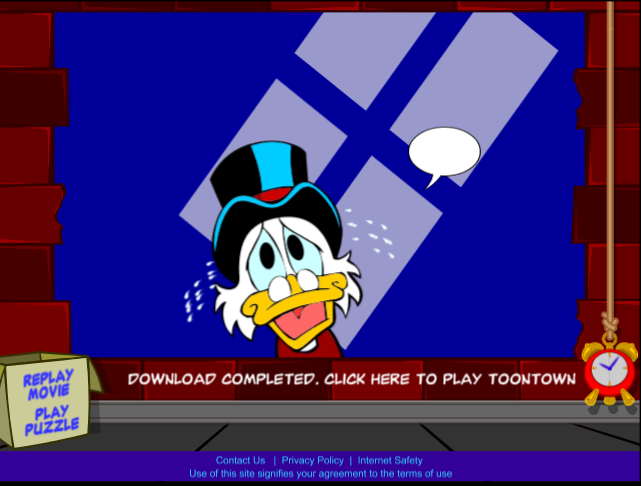 DOWNLOAD COMPLETED. CLICK HERE TO PLAY TOONTOWN
REPLAY
MOVIE
PLAY
PUZZLE
Contact Us | Privacy Policy | Internet Safety
Use of this site signifies your agreement to the terms of use